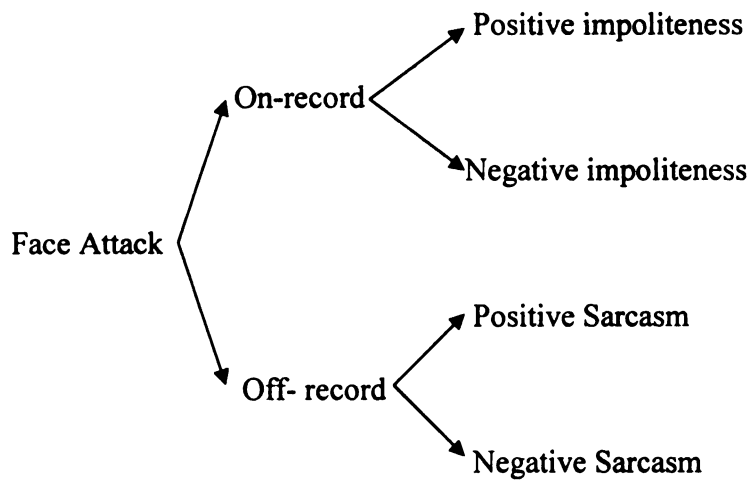 Positive impoliteness
On-record
Negative impoliteness
Face Attack
Positive Sarcasm
Off- record
Negative Sarcasm